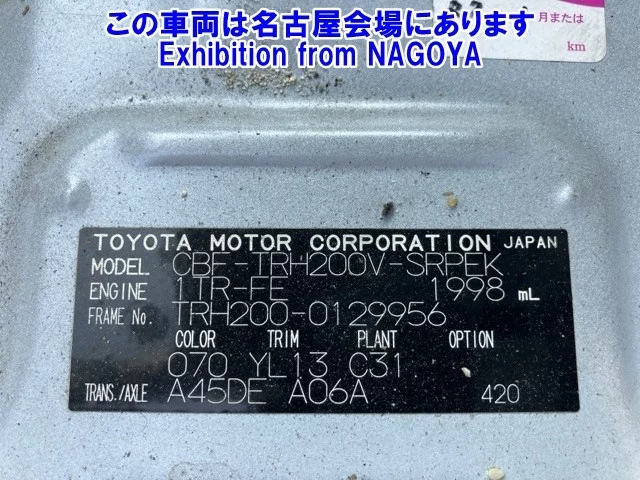 月または
km
この車両は名古屋会場にあります
Exhibition from NAGOYA
TOYOTA MOTOR CORPORATION JAPAN
MODEL CBF-TRH200V-SRPEK
ENGINE 1TR-FE 1998 mL
FRAME No. TRH200-0129956
COLOR TRIM PLANT OPTION
070 YL13 C31
TRANS./AXLE A45DE A06A 420